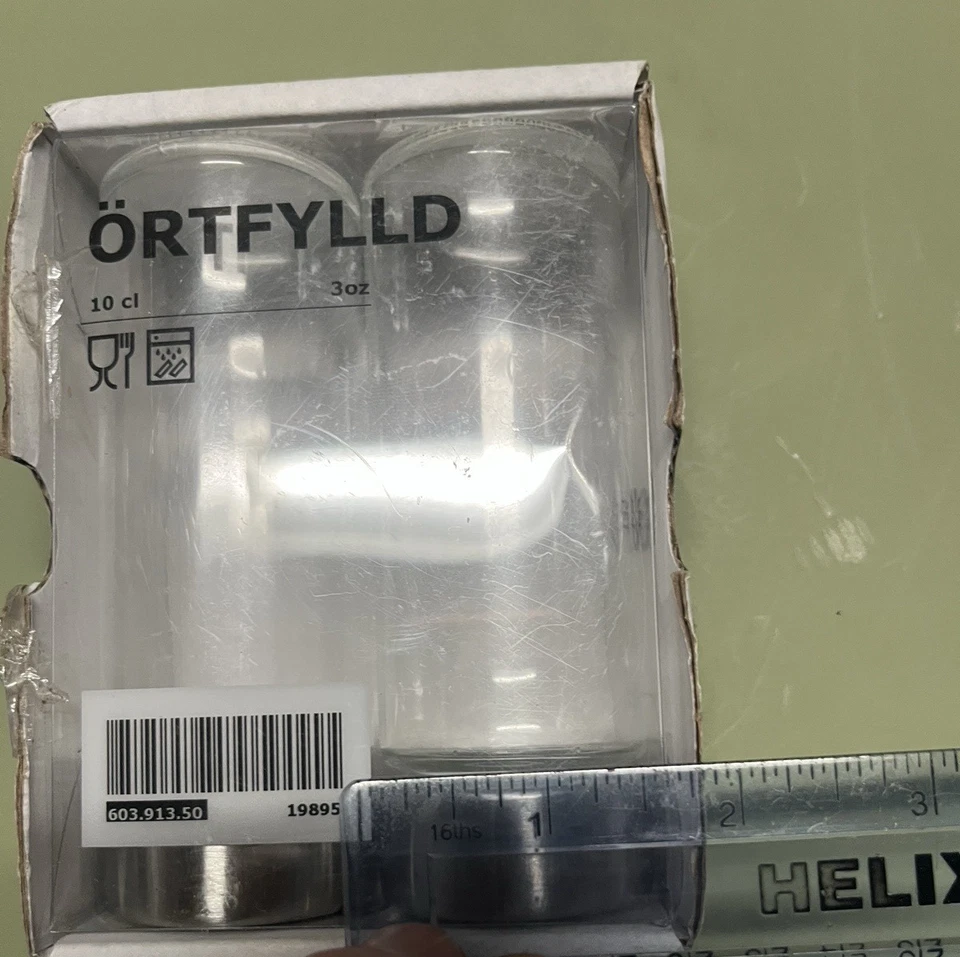 ÖRTFYLLD
10 cl 3oz
603.913.50 19895
16ths 1 2 3
HELIX